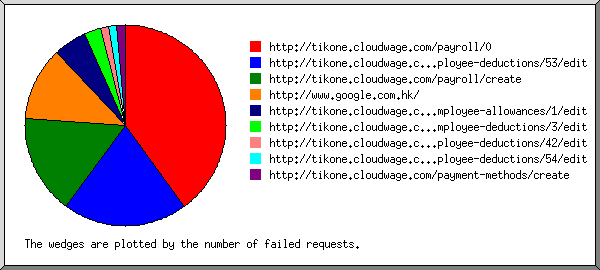 http://tikone.cloudwage.com/payroll/0
http://tikone.cloudwage.c...ployee-deductions/53/edit
http://tikone.cloudwage.com/payroll/create
http://www.google.com.hk/
http://tikone.cloudwage.c...mployee-allowances/1/edit
http://tikone.cloudwage.c...mployee-deductions/3/edit
http://tikone.cloudwage.c...ployee-deductions/42/edit
http://tikone.cloudwage.c...ployee-deductions/54/edit
http://tikone.cloudwage.com/payment-methods/create
The wedges are plotted by the number of failed requests.